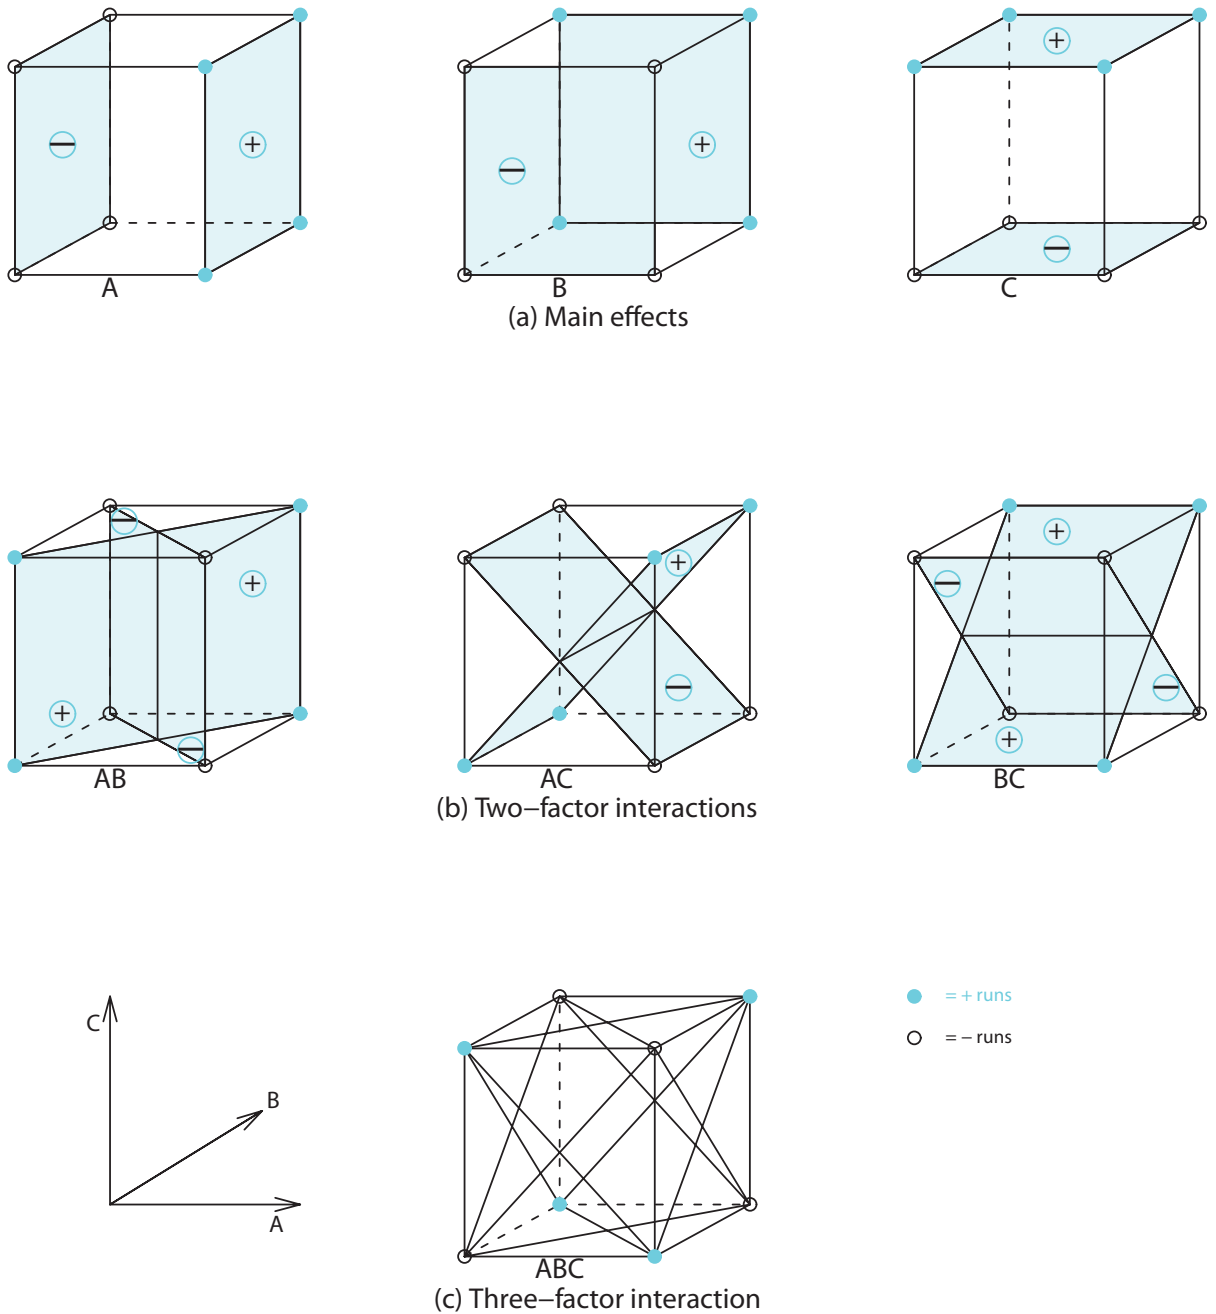 +
−
A
−
+
B
+
−
C
(a) Main effects
−
+
+
−
AB
+
−
AC
+
−
−
+
BC
(b) Two−factor interactions
C
B
A
ABC
= + runs
= − runs
(c) Three−factor interaction